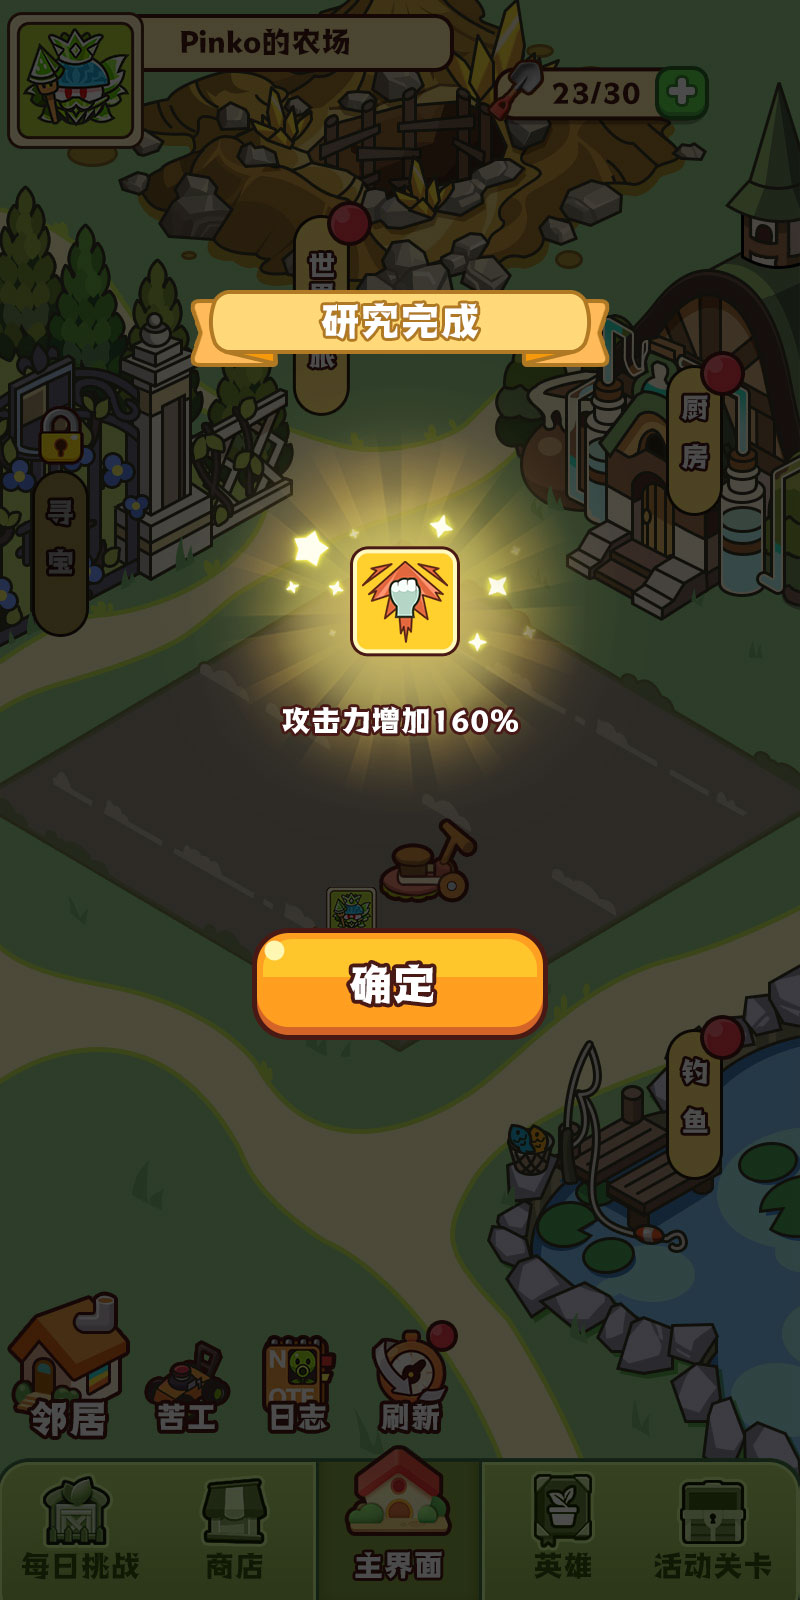 Pinko的农场
23/30
世
研究完成
厨房
寻宝
攻击力增加160%
确定
钓鱼
NOTE
邻居
苦工
日志
刷新
每日挑战
商店
主界面
英雄
活动关卡